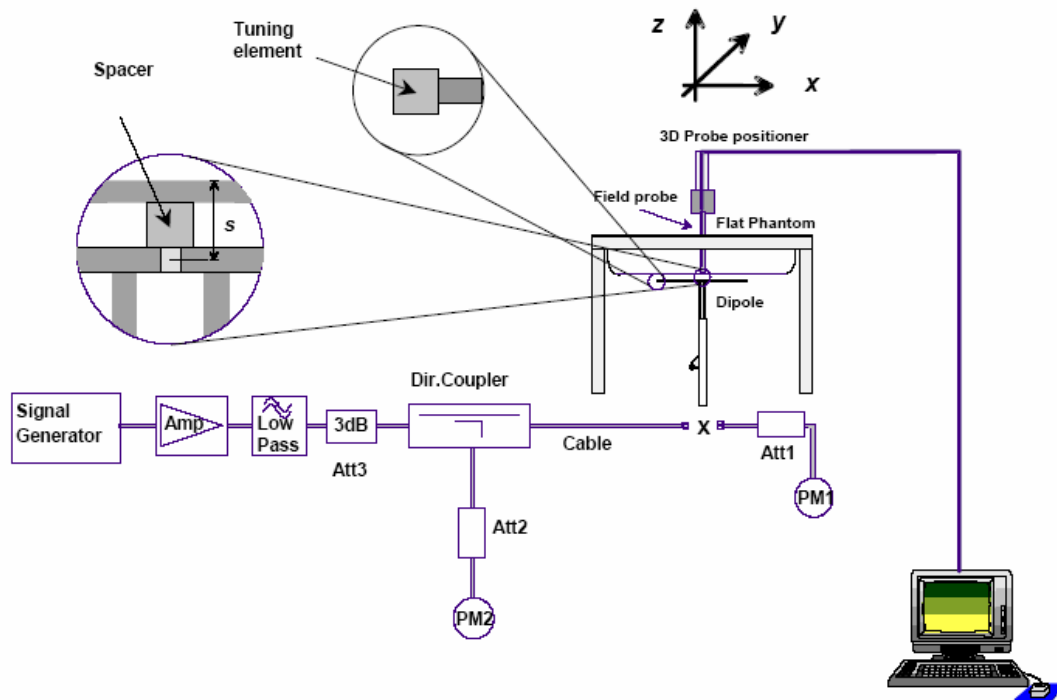 Tuning
element
Spacer
z
y
x
3D Probe positioner
Field probe
Flat Phantom
s
Dipole
Dir.Coupler
Signal
Generator
Amp
Low
Pass
3dB
Att3
Cable
x
Att1
PM1
Att2
PM2